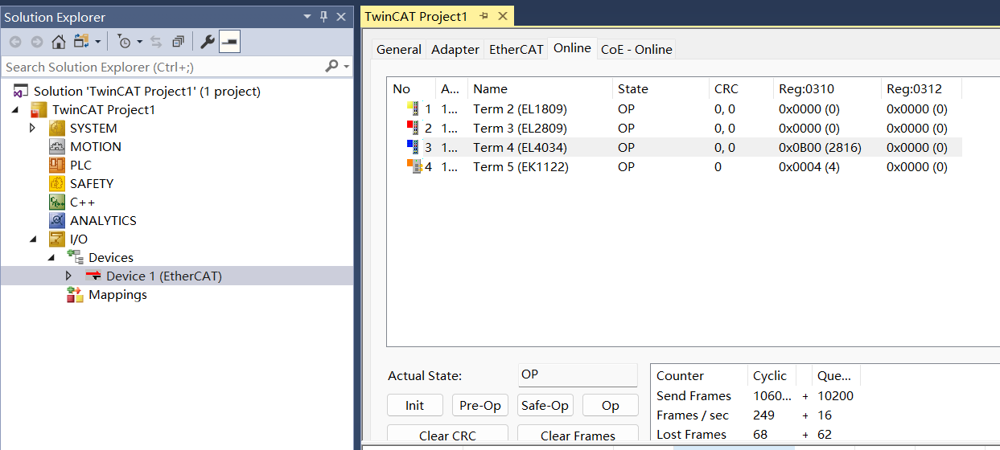 Solution Explorer
Search Solution Explorer (Ctrl+;)
Solution 'TwinCAT Project1' (1 project)
TwinCAT Project1
SYSTEM
MOTION
PLC
SAFETY
C++
ANALYTICS
I/O
Devices
Device 1 (EtherCAT)
Mappings
TwinCAT Project1
General Adapter EtherCAT Online CoE - Online
No A... Name State CRC Reg:0310 Reg:0312
1 1... Term 2 (EL1809) OP 0, 0 0x0000 (0) 0x0000 (0)
2 1... Term 3 (EL2809) OP 0, 0 0x0000 (0) 0x0000 (0)
3 1... Term 4 (EL4034) OP 0, 0 0x0B00 (2816) 0x0000 (0)
4 1... Term 5 (EK1122) OP 0 0x0004 (4) 0x0000 (0)
Actual State: OP
Init Pre-Op Safe-Op Op
Clear CRC Clear Frames
Counter Cyclic Que...
Send Frames 1060... + 10200
Frames / sec 249 + 16
Lost Frames 68 + 62